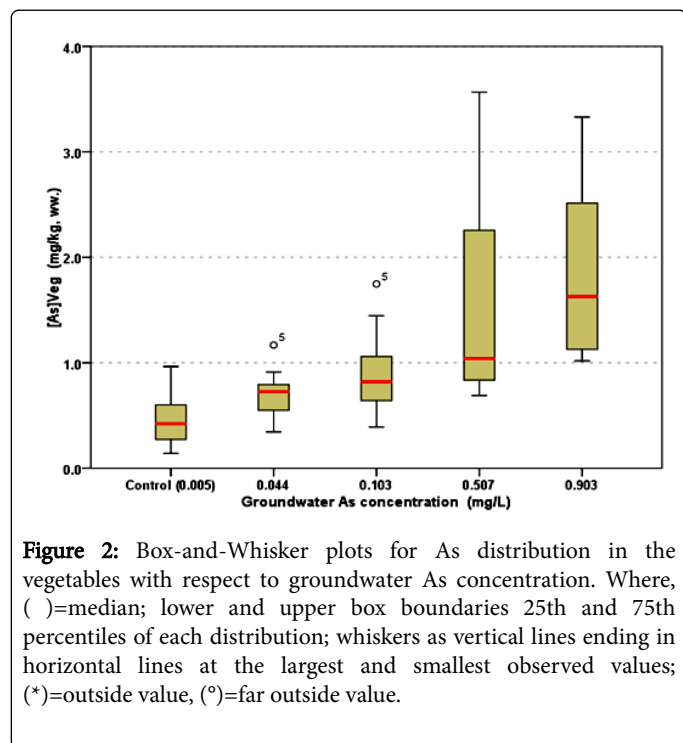 4.0
3.0
2.0
1.0
0.0
[As]Veg (mg/kg, ww.)
5
5
Control (0.005) 0.044 0.103 0.507 0.903
Groundwater As concentration (mg/L)
Figure 2: Box-and-Whisker plots for As distribution in the
vegetables with respect to groundwater As concentration. Where,
( )=median; lower and upper box boundaries 25th and 75th
percentiles of each distribution; whiskers as vertical lines ending in
horizontal lines at the largest and smallest observed values;
(*)=outside value, (°)=far outside value.